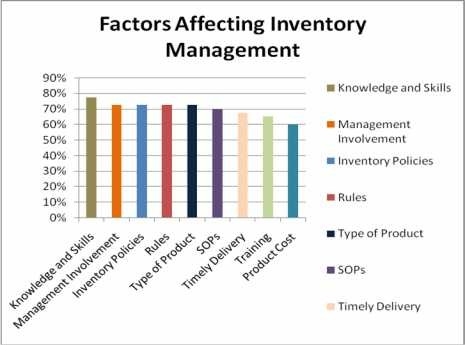 Factors Affecting Inventory
Management
90%
80%
70%
60%
50%
40%
30%
20%
10%
0%
Knowledge and Skills
Management Involvement
Inventory Policies
Rules
Type of Product
SOPs
Timely Delivery
Training
Product Cost
Knowledge and Skills
Management
Involvement
Inventory Policies
Rules
Type of Product
SOPs
Timely Delivery